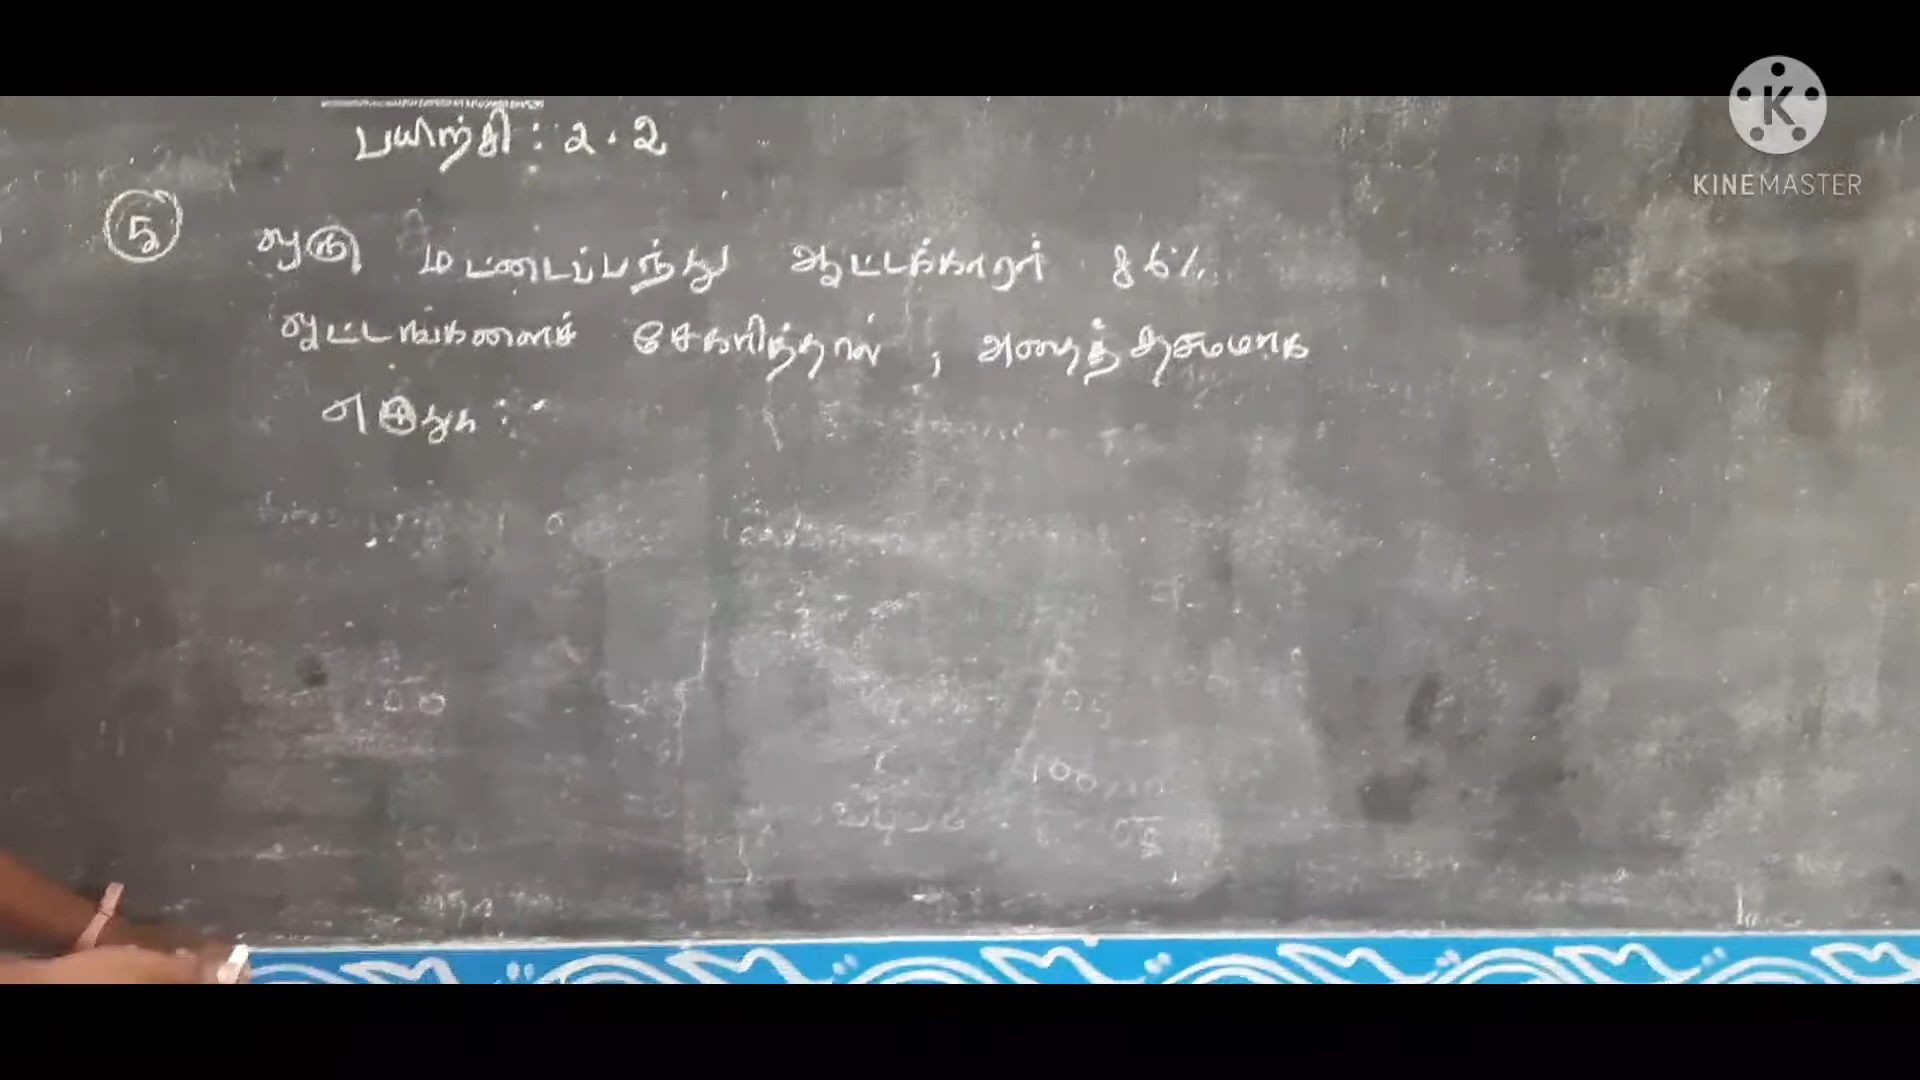 KINEMASTER
பயிற்சி : 2.2
5 ஒரு மட்டைப்பந்து ஆட்டக்காரர் 86%
ஓட்டங்களைச் சேகரித்தால் , அதைத் தசமமாக
எழுதுக :